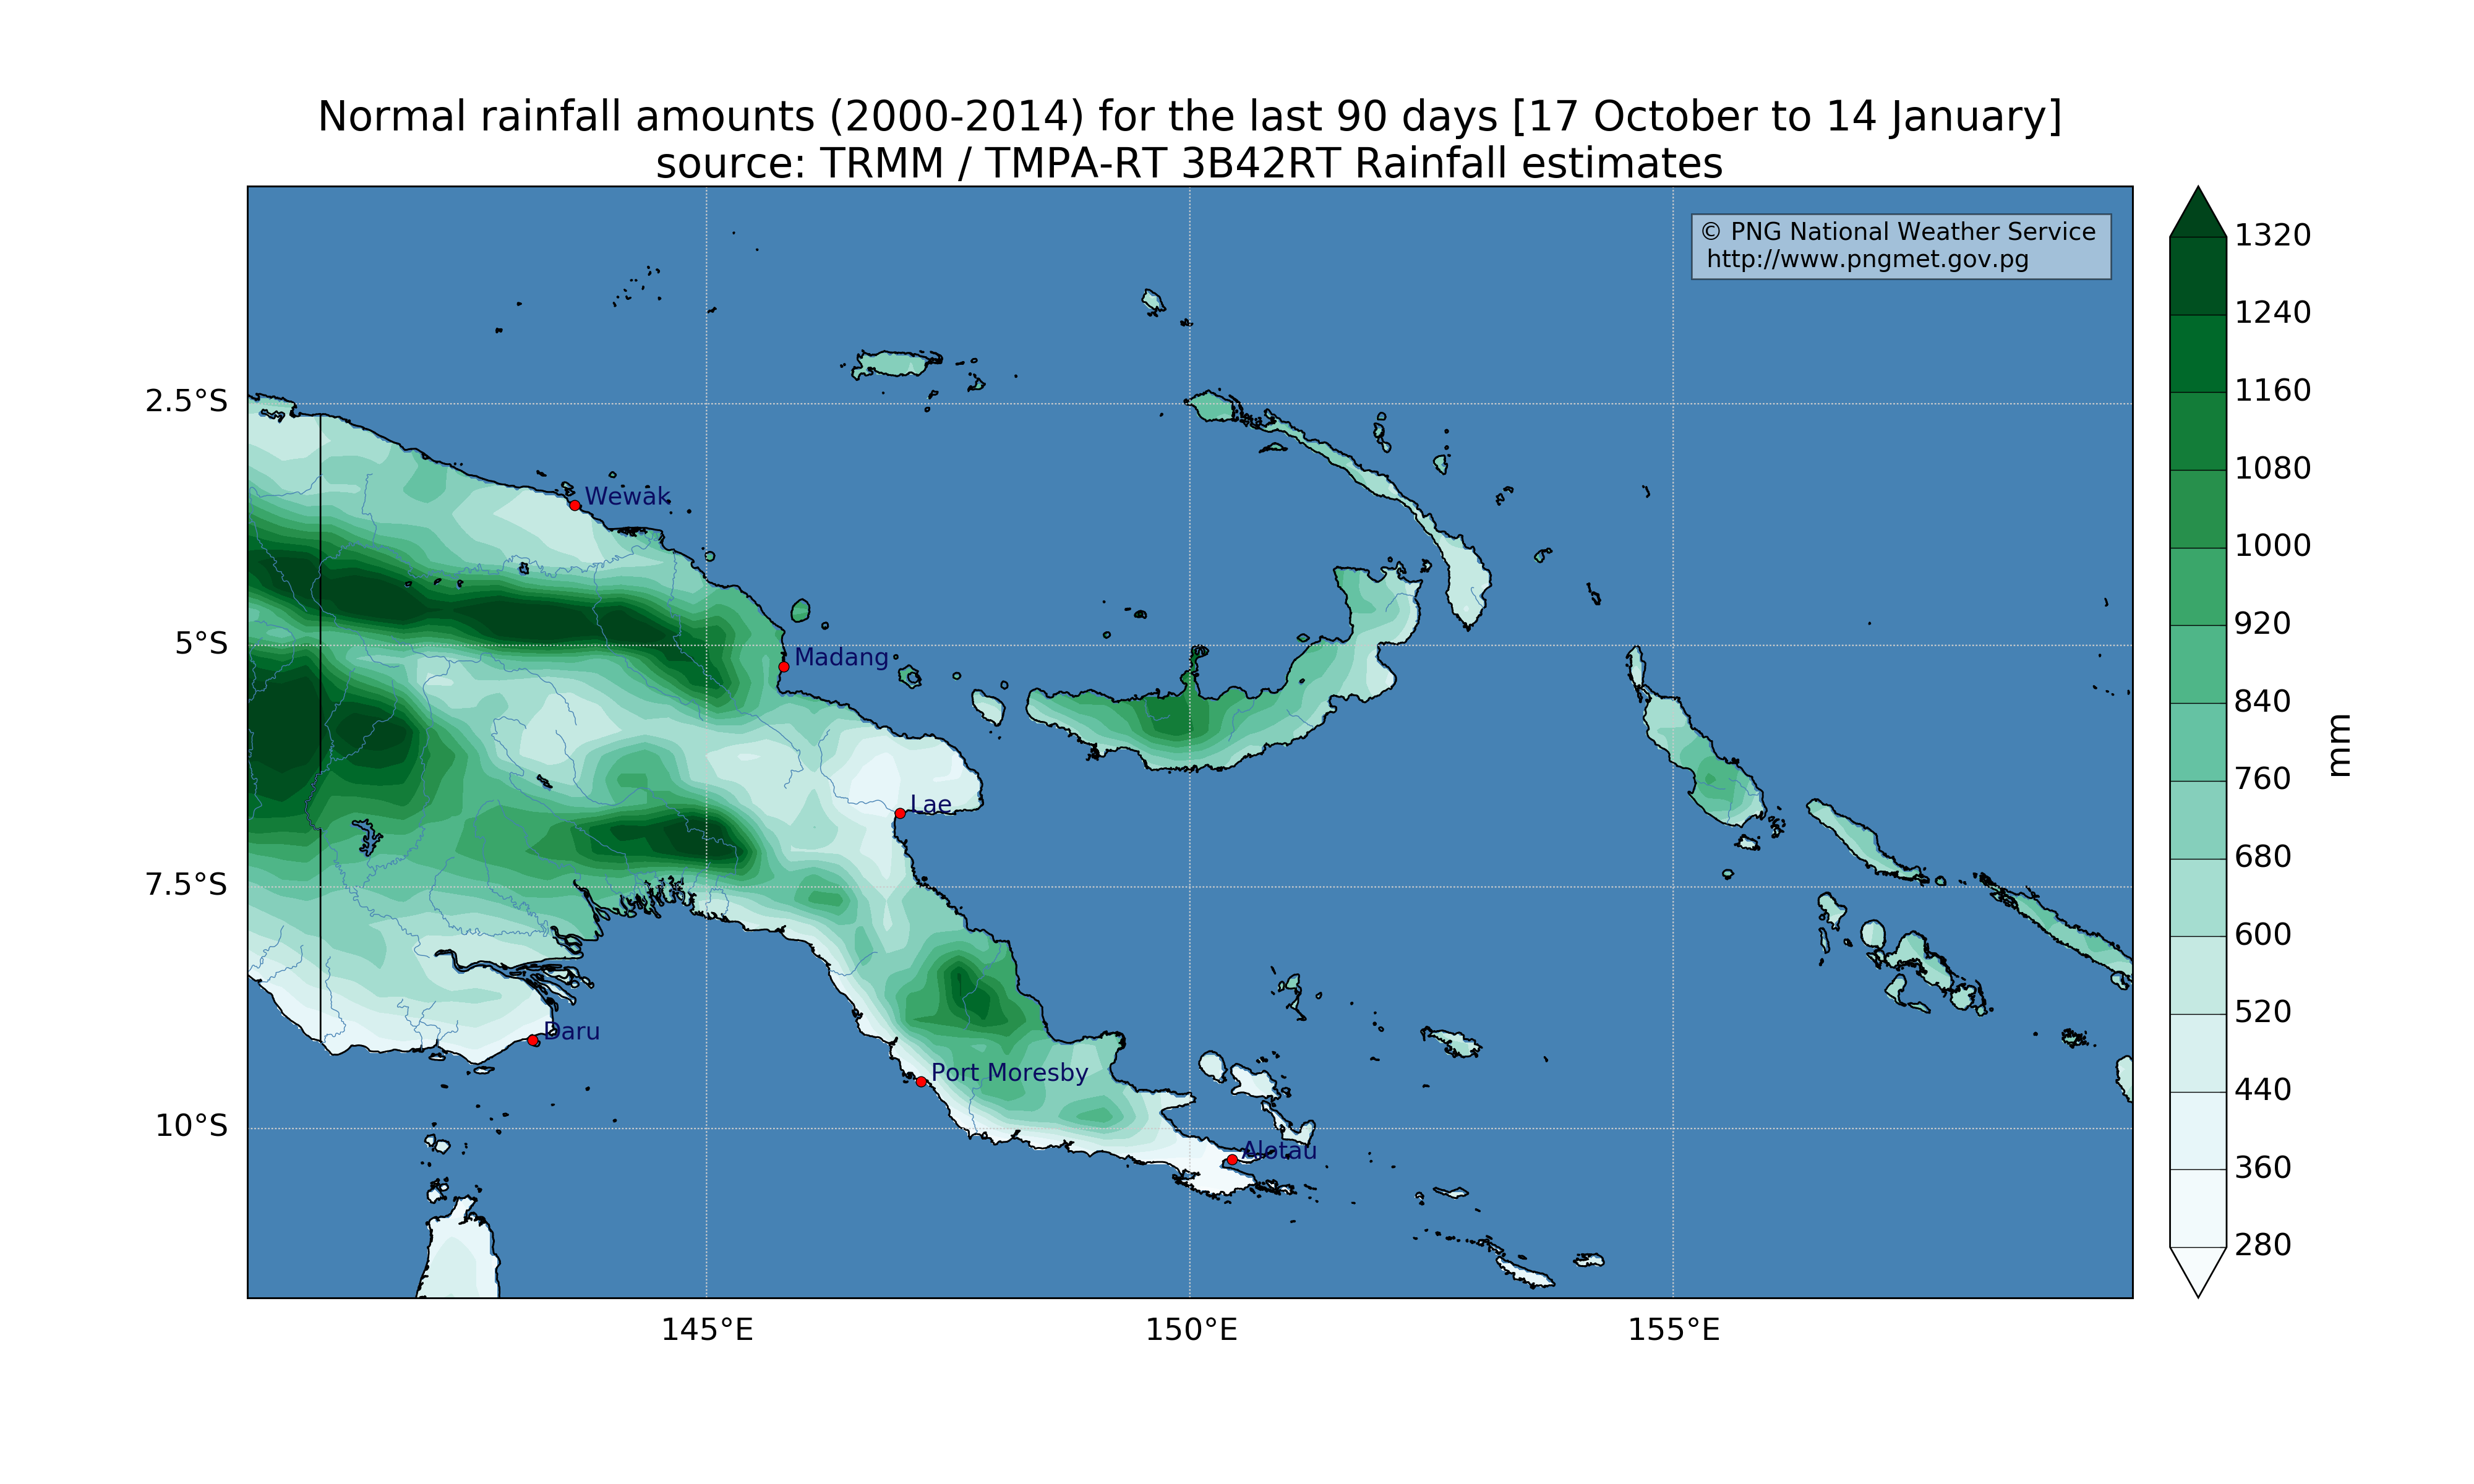 Normal rainfall amounts (2000-2014) for the last 90 days [17 October to 14 January]
source: TRMM / TMPA-RT 3B42RT Rainfall estimates
© PNG National Weather Service
http://www.pngmet.gov.pg
1320
1240
1160
1080
1000
920
840
760
680
600
520
440
360
280
mm
2.5°S
5°S
7.5°S
10°S
Wewak
Madang
Lae
Daru
Port Moresby
Alotau
145°E
150°E
155°E